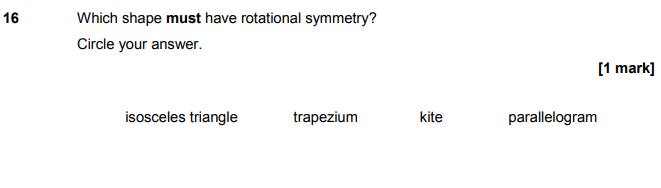 16 Which shape must have rotational symmetry?
Circle your answer.
[1 mark]
isosceles triangle trapezium kite parallelogram